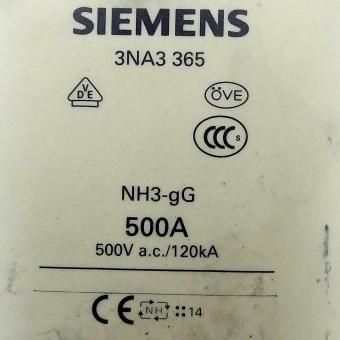 SIEMENS
3NA3 365
VDE
ÖVE
CCC S
NH3-gG
500A
500V a.c./120kA
CE NH 14